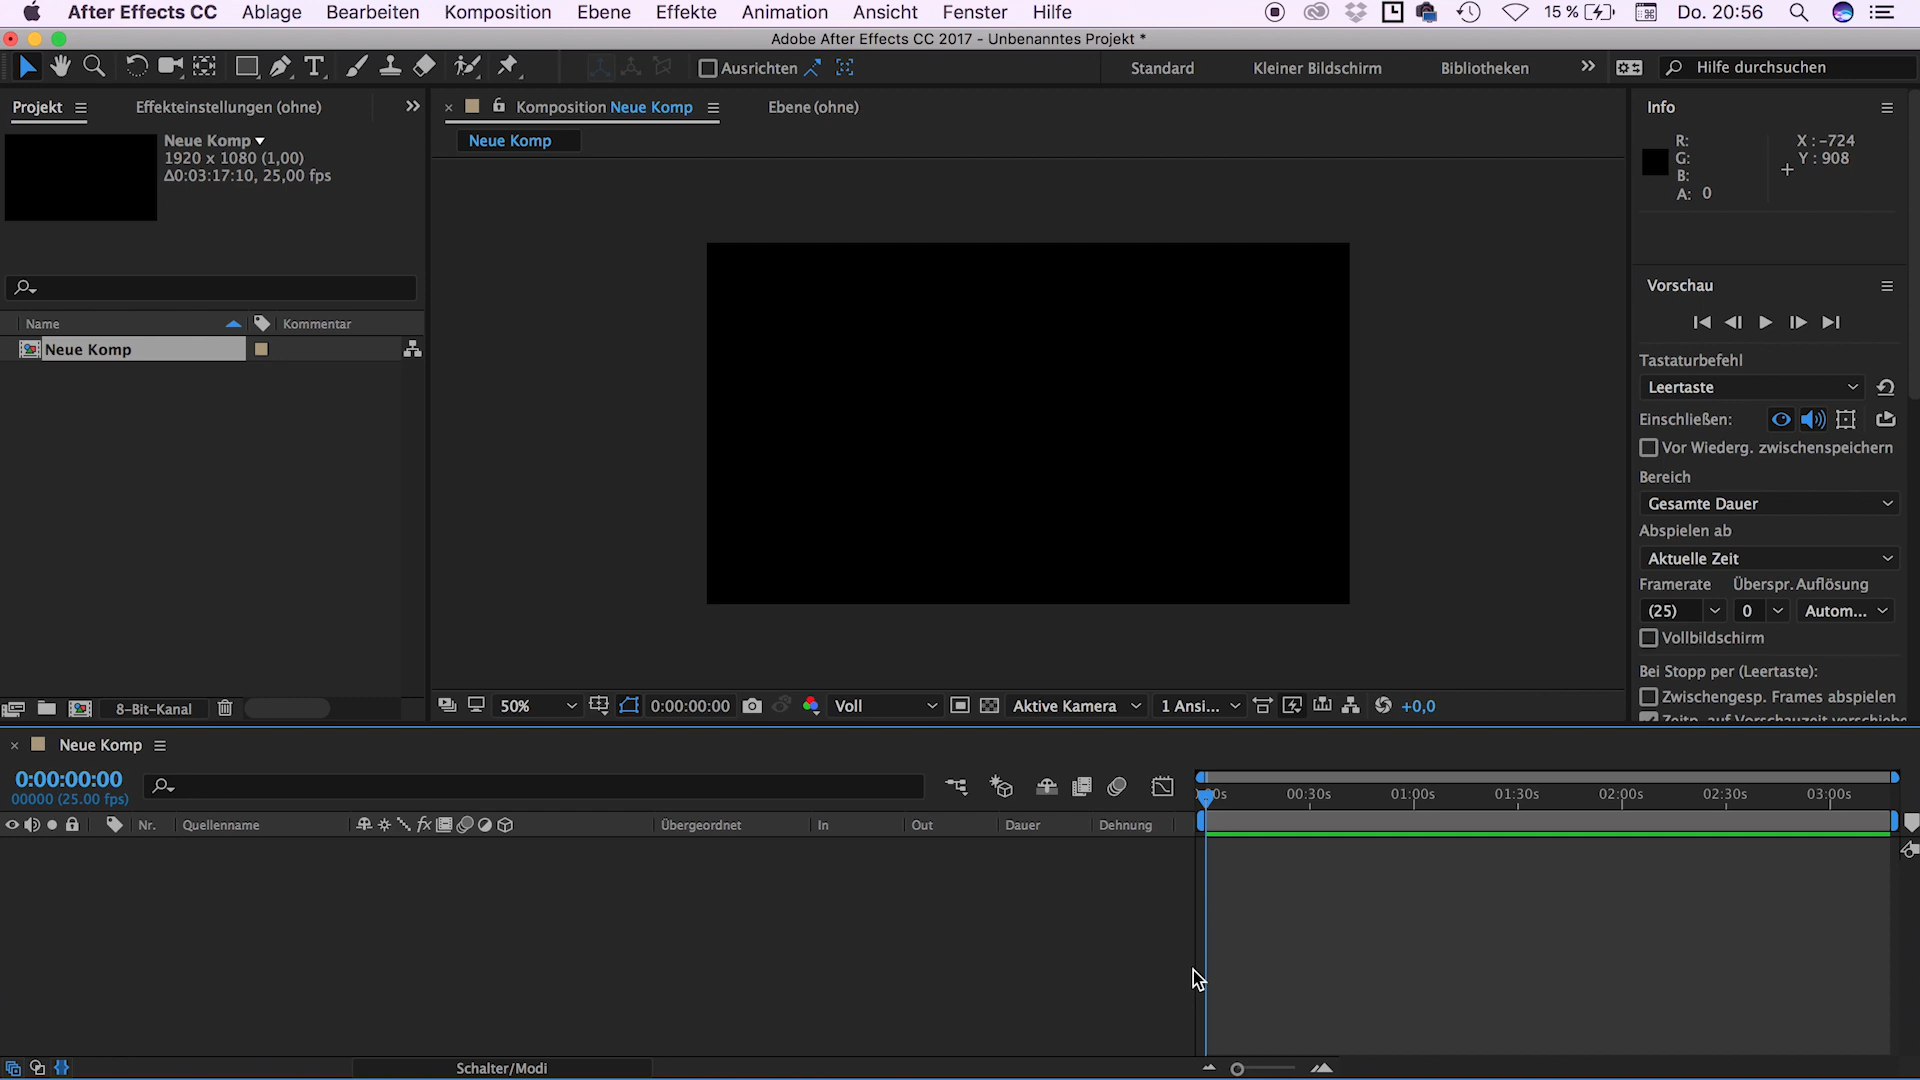 After Effects CC Ablage Bearbeiten Komposition Ebene Effekte Animation Ansicht Fenster Hilfe 15 % Do. 20:56
Adobe After Effects CC 2017 - Unbenanntes Projekt *
Ausrichten Standard Kleiner Bildschirm Bibliotheken Hilfe durchsuchen
Projekt Effekteinstellungen (ohne) Komposition Neue Komp Ebene (ohne) Info
Neue Komp
1920 x 1080 (1,00)
Δ0:03:17:10, 25,00 fps
Neue Komp
R:
G:
B:
A: 0
X : -724
Y : 908
Vorschau
Name Kommentar
Neue Komp
Tastaturbefehl
Leertaste
Einschließen:
Vor Wiederg. zwischenspeichern
Bereich
Gesamte Dauer
Abspielen ab
Aktuelle Zeit
Framerate Überspr. Auflösung
(25) 0 Autom...
Vollbildschirm
Bei Stopp per (Leertaste):
Zwischengesp. Frames abspielen
Zeitp. auf Vorschauzeit verschiebe
8-Bit-Kanal 50% 0:00:00:00 Voll Aktive Kamera 1 Ansi... +0,0
Neue Komp
0:00:00:00
00000 (25.00 fps)
00s 00:30s 01:00s 01:30s 02:00s 02:30s 03:00s
Nr. Quellenname fx Übergeordnet In Out Dauer Dehnung
Schalter/Modi